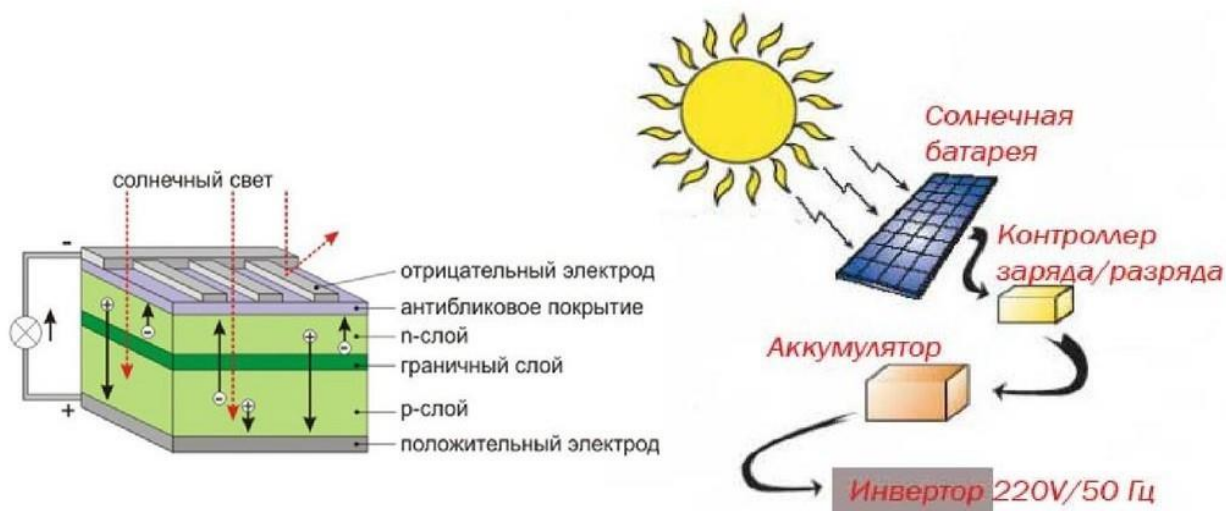 солнечный свет
-
отрицательный электрод
антибликовое покрытие
n-слой
граничный слой
p-слой
+
положительный электрод
Солнечная
батарея
Контроллер
заряда/разряда
Аккумулятор
Инвертор 220V/50 Гц